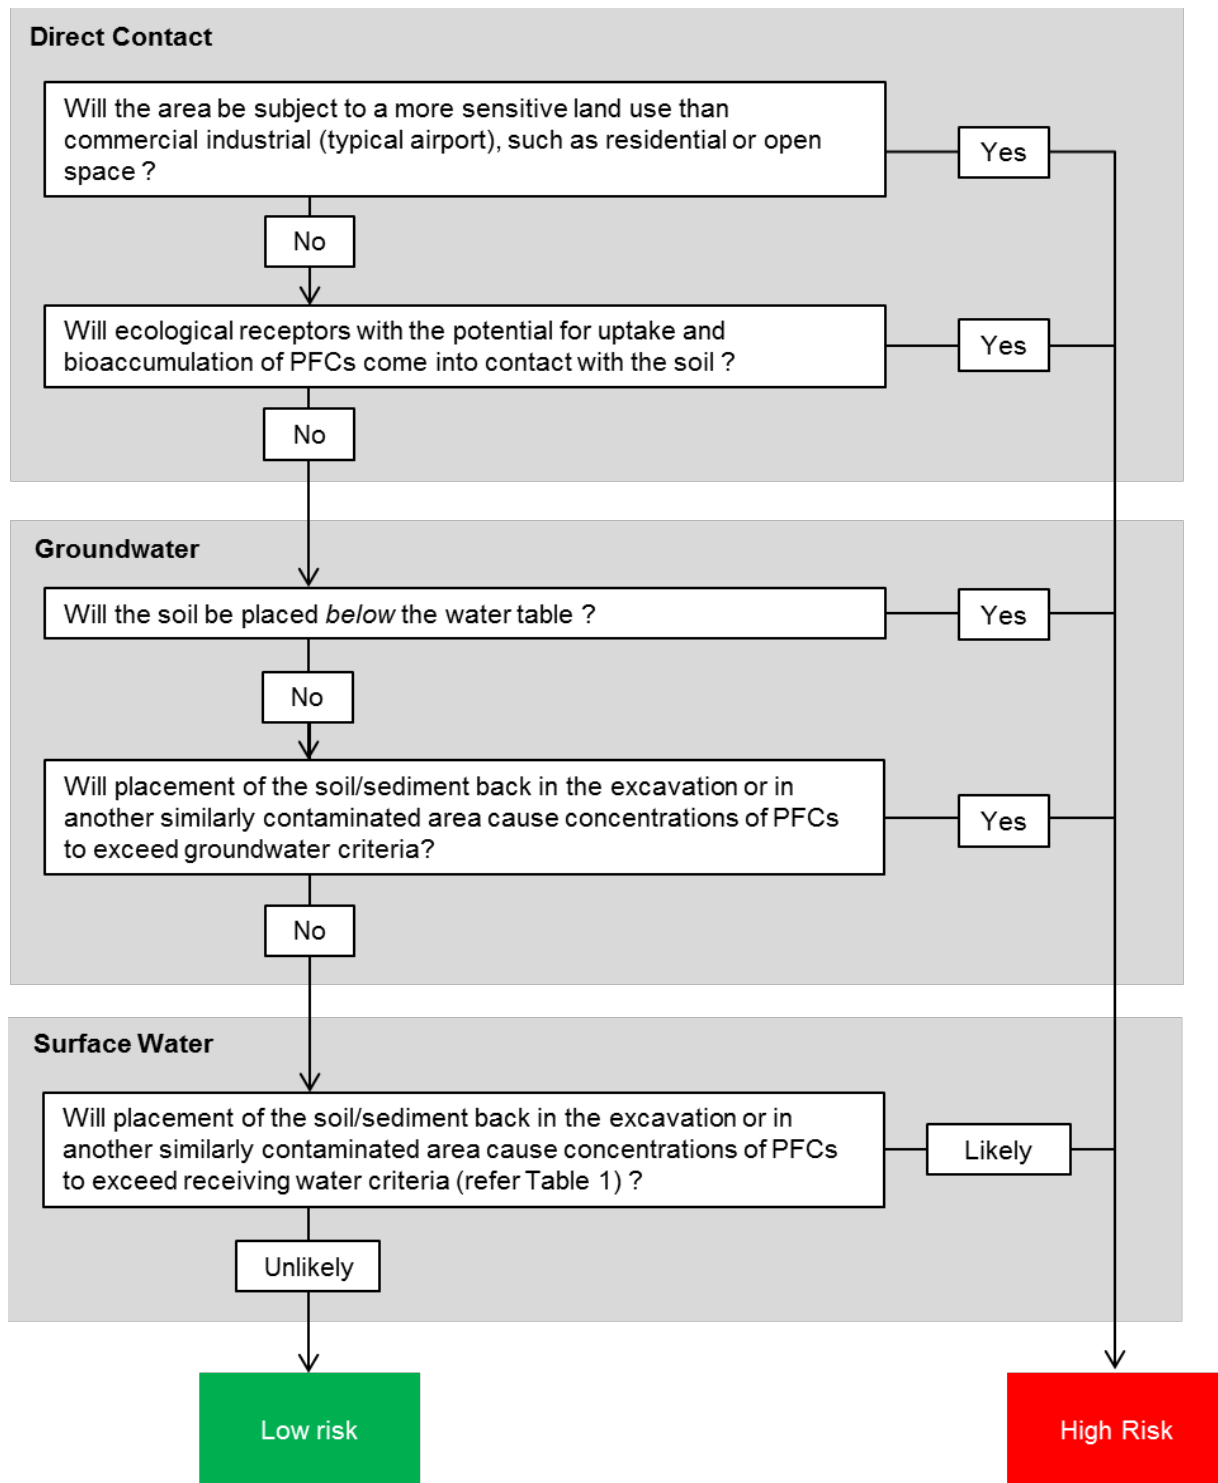 Direct Contact
Will the area be subject to a more sensitive land use than
commercial industrial (typical airport), such as residential or open
space ?
Yes
No
Will ecological receptors with the potential for uptake and
bioaccumulation of PFCs come into contact with the soil ?
Yes
No
Groundwater
Will the soil be placed below the water table ?
Yes
No
Will placement of the soil/sediment back in the excavation or in
another similarly contaminated area cause concentrations of PFCs
to exceed groundwater criteria?
Yes
No
Surface Water
Will placement of the soil/sediment back in the excavation or in
another similarly contaminated area cause concentrations of PFCs
to exceed receiving water criteria (refer Table 1) ?
Likely
Unlikely
Low risk
High Risk